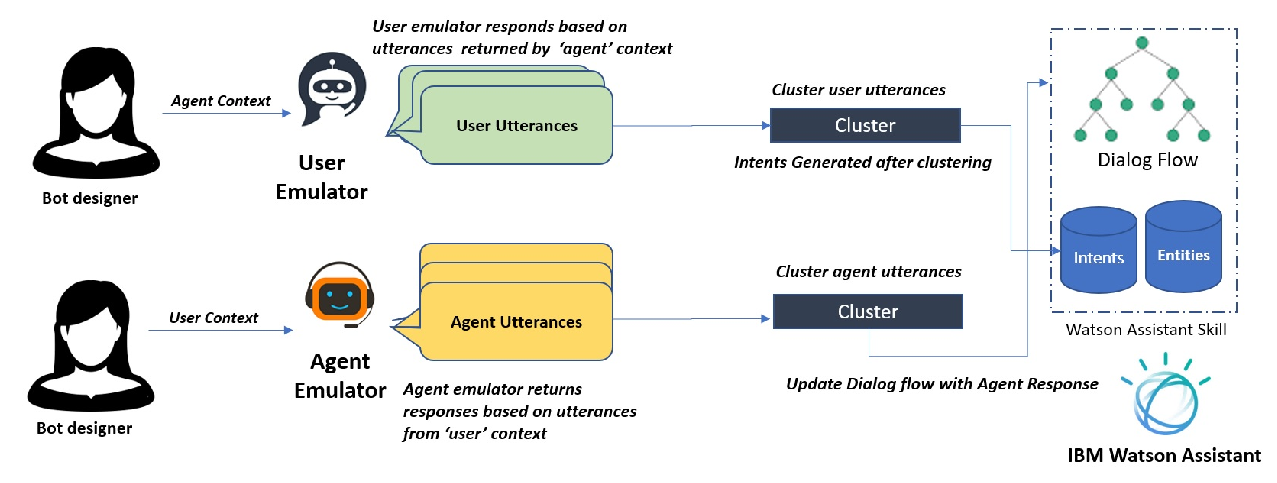 User emulator responds based on
utterances returned by ‘agent’ context
Agent Context
User Utterances
User
Emulator
Bot designer
Cluster user utterances
Cluster
Intents Generated after clustering
Dialog Flow
Intents
Entities
Watson Assistant Skill
User Context
Agent Utterances
Agent
Emulator
Bot designer
Agent emulator returns
responses based on utterances
from ‘user’ context
Cluster agent utterances
Cluster
Update Dialog flow with Agent Response
IBM Watson Assistant